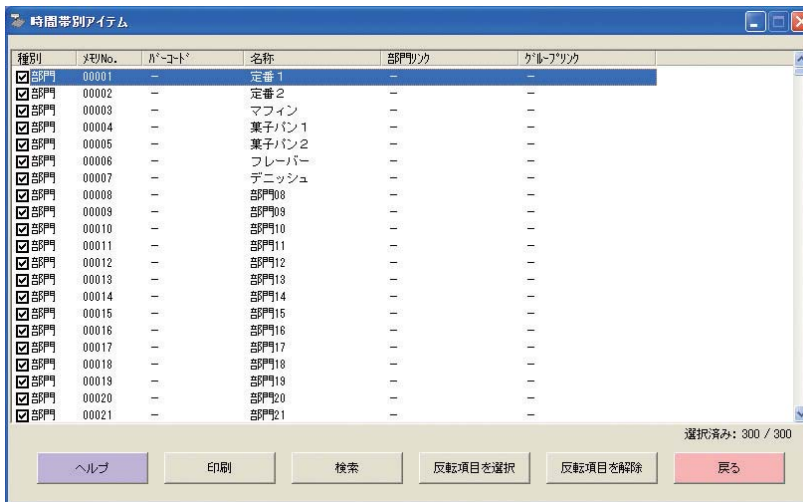 時間帯別アイテム
種別 ﾒﾓﾘNo. ﾊﾞｰｺｰﾄﾞ 名称 部門ﾘﾝｸ ｸﾞﾙｰﾌﾟﾘﾝｸ
部門 00001 － 定番１ － －
部門 00002 － 定番２ － －
部門 00003 － マフィン － －
部門 00004 － 菓子パン１ － －
部門 00005 － 菓子パン２ － －
部門 00006 － フレーバー － －
部門 00007 － デニッシュ － －
部門 00008 － 部門08 － －
部門 00009 － 部門09 － －
部門 00010 － 部門10 － －
部門 00011 － 部門11 － －
部門 00012 － 部門12 － －
部門 00013 － 部門13 － －
部門 00014 － 部門14 － －
部門 00015 － 部門15 － －
部門 00016 － 部門16 － －
部門 00017 － 部門17 － －
部門 00018 － 部門18 － －
部門 00019 － 部門19 － －
部門 00020 － 部門20 － －
部門 00021 － 部門21 － －
選択済み: 300 / 300
ヘルプ 印刷 検索 反転項目を選択 反転項目を解除 戻る